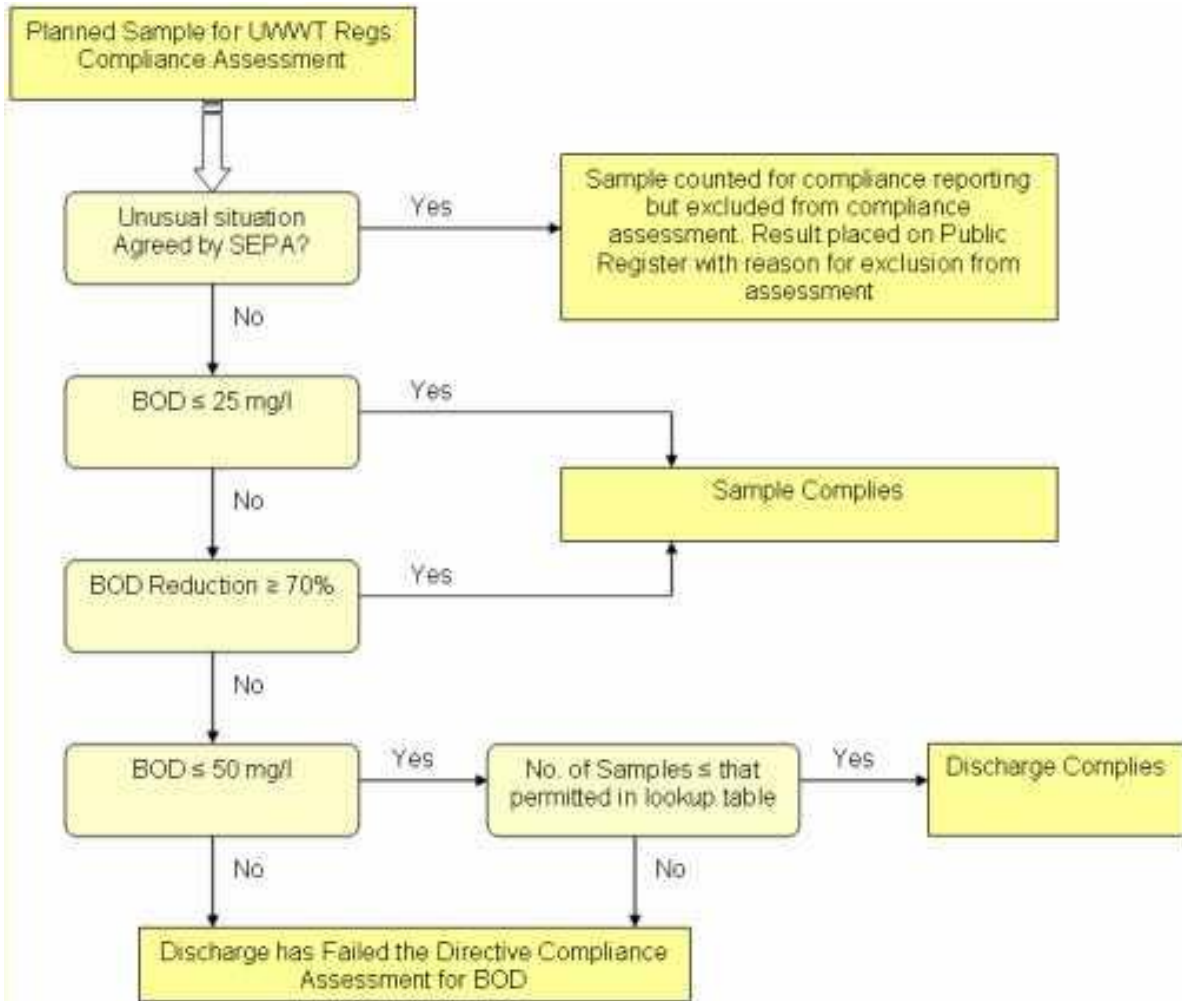 Planned Sample for UWWT Regs
Compliance Assessment
Unusual situation
Agreed by SEPA?
Yes
Sample counted for compliance reporting
but excluded from compliance
assessment. Result placed on Public
Register with reason for exclusion from
assessment
No
BOD ≤ 25 mg/l
Yes
Sample Complies
No
BOD Reduction ≥ 70%
Yes
No
BOD ≤ 50 mg/l
Yes
No. of Samples ≤ that
permitted in lookup table
Yes
Discharge Complies
No
No
Discharge has Failed the Directive Compliance
Assessment for BOD